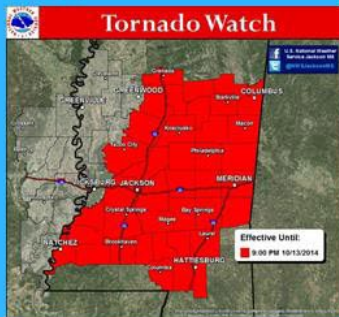 Tornado Watch
U.S. National Weather
Service Jackson MS
@NWSJacksonMS
Grenada
GREENWOOD
COLUMBUS
GREENVILLE
Starkville
Macon
Kosciusko
Yazoo City
Philadelphia
JACKSON
MERIDIAN
Crystal Springs
Bay Springs
Magee
Laurel
NATCHEZ
Brookhaven
HATTIESBURG
Columbia
Effective Until:
9:00 PM 10/13/2014